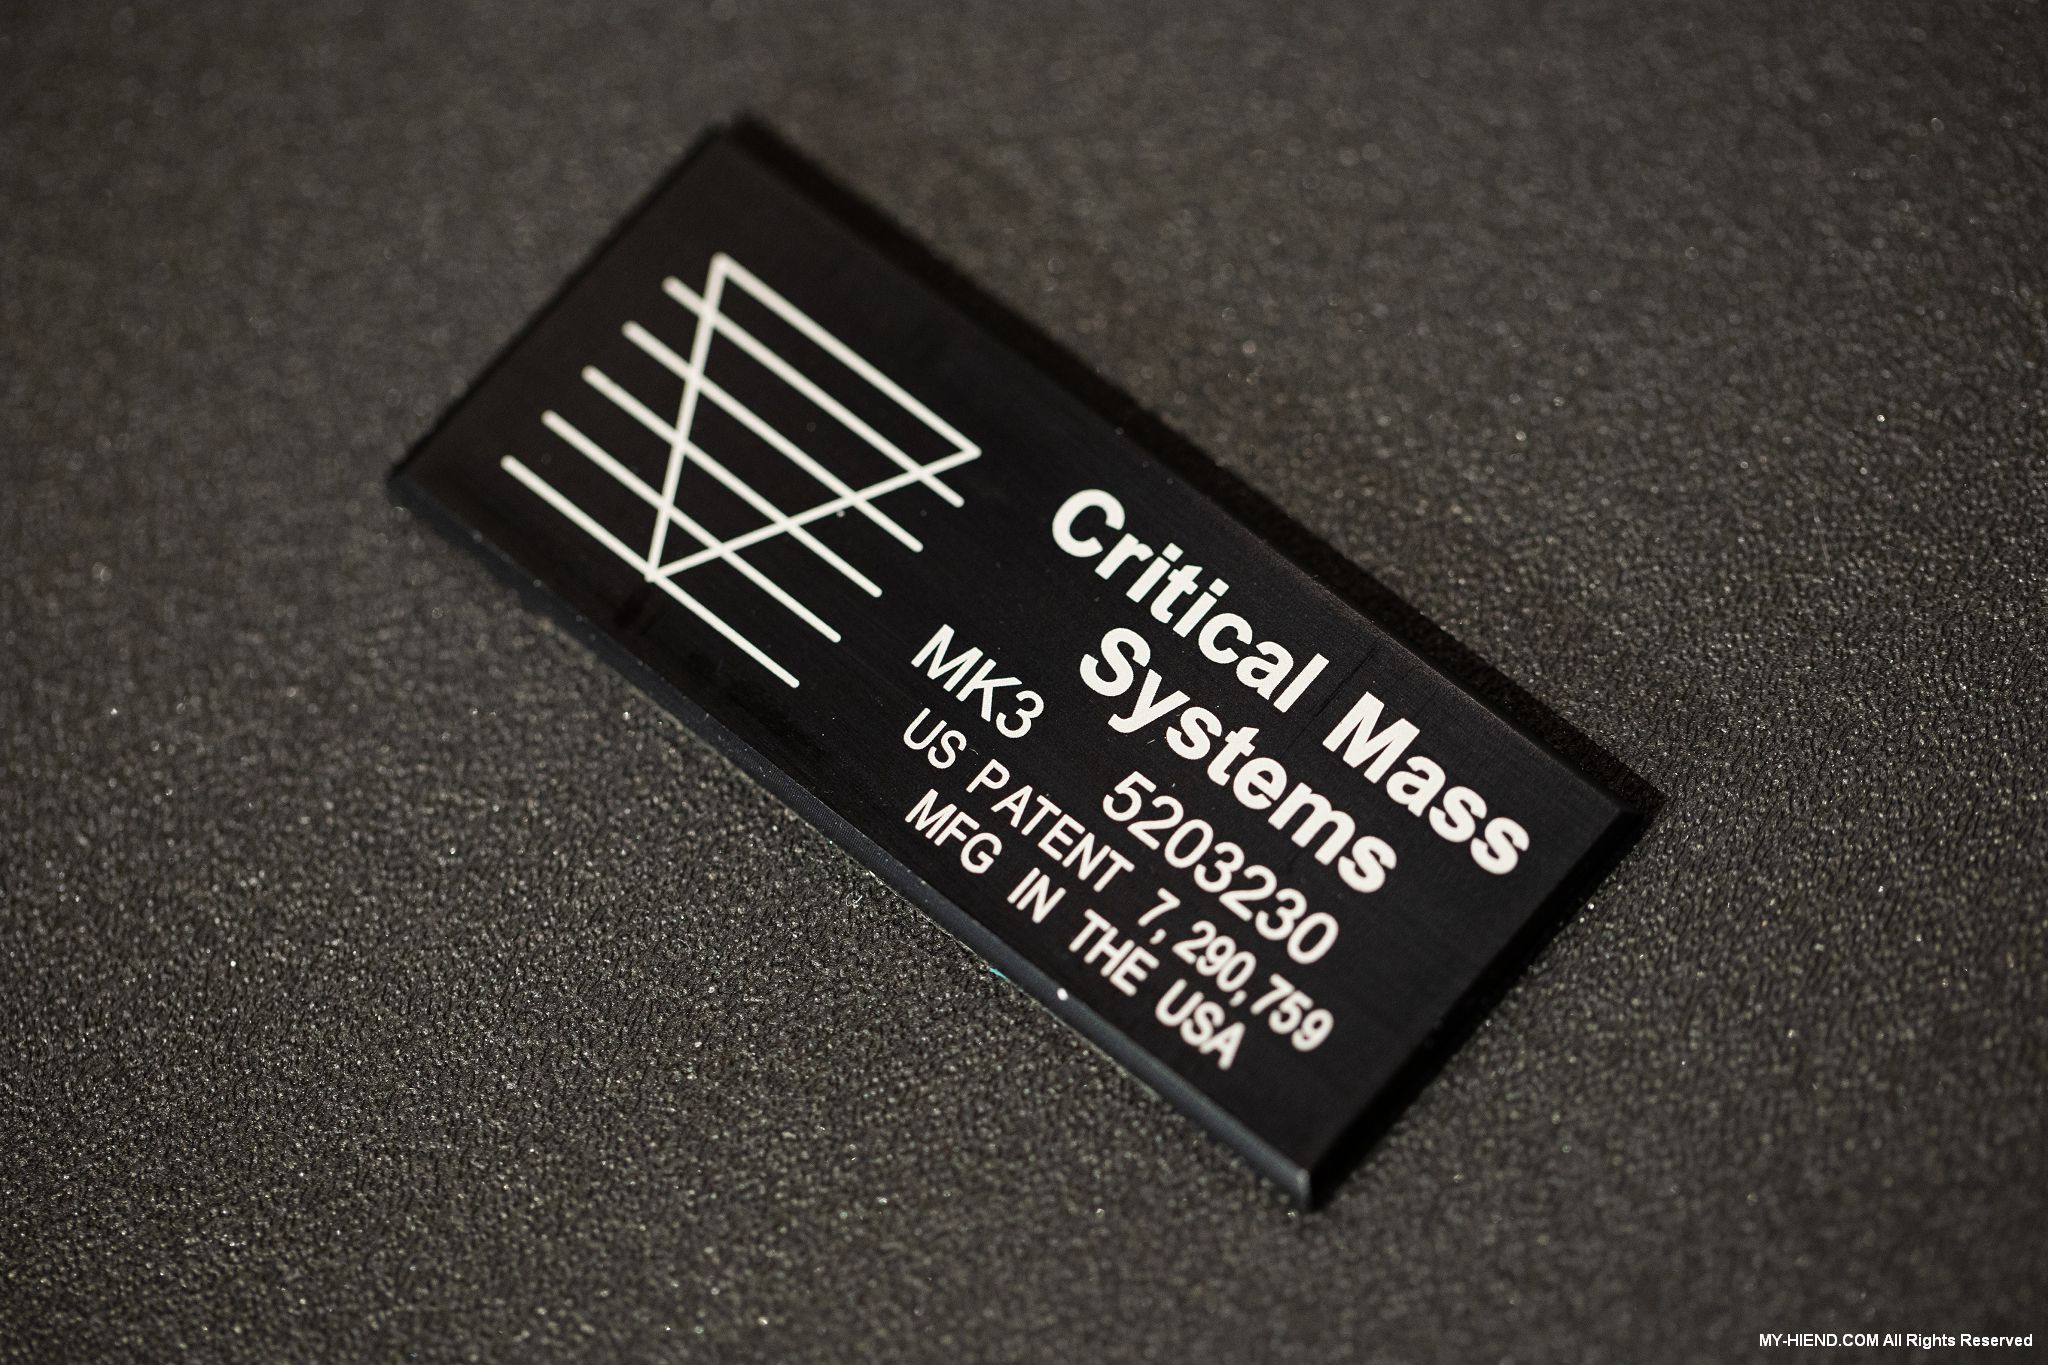 Critical Mass
Systems
MK3 5203230
US PATENT 7,290,759
MFG IN THE USA
MY-HIEND.COM All Rights Reserved